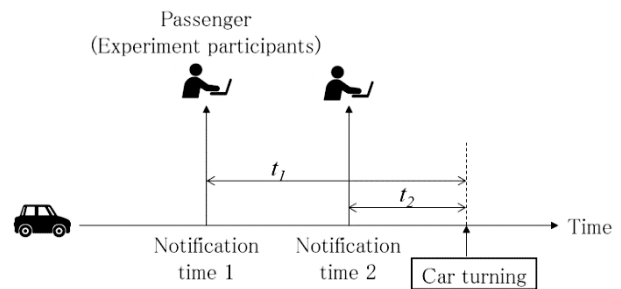 Passenger
(Experiment participants)
t1
t2
Time
Notification
time 1
Notification
time 2
Car turning